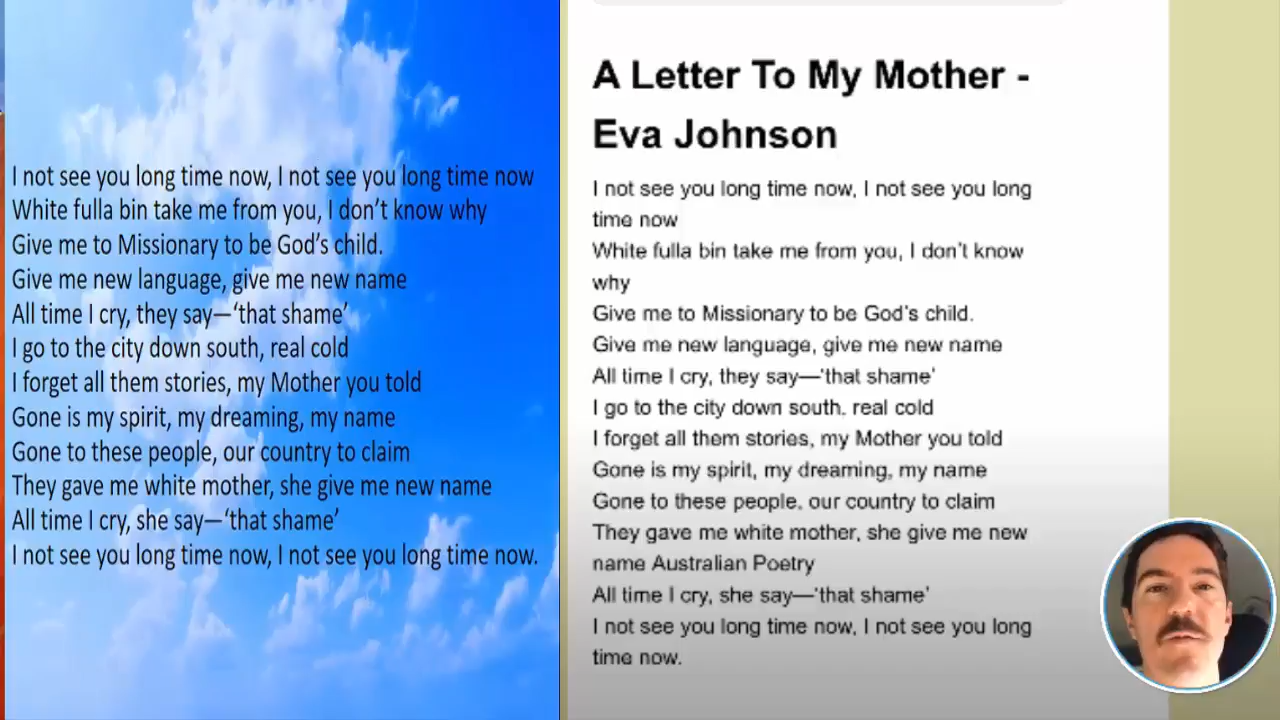 I not see you long time now, I not see you long time now
White fulla bin take me from you, I don’t know why
Give me to Missionary to be God’s child.
Give me new language, give me new name
All time I cry, they say—‘that shame’
I go to the city down south, real cold
I forget all them stories, my Mother you told
Gone is my spirit, my dreaming, my name
Gone to these people, our country to claim
They gave me white mother, she give me new name
All time I cry, she say—‘that shame’
I not see you long time now, I not see you long time now.
A Letter To My Mother -
Eva Johnson
I not see you long time now, I not see you long
time now
White fulla bin take me from you, I don’t know
why
Give me to Missionary to be God’s child.
Give me new language, give me new name
All time I cry, they say—‘that shame’
I go to the city down south, real cold
I forget all them stories, my Mother you told
Gone is my spirit, my dreaming, my name
Gone to these people, our country to claim
They gave me white mother, she give me new
name Australian Poetry
All time I cry, she say—‘that shame’
I not see you long time now, I not see you long
time now.